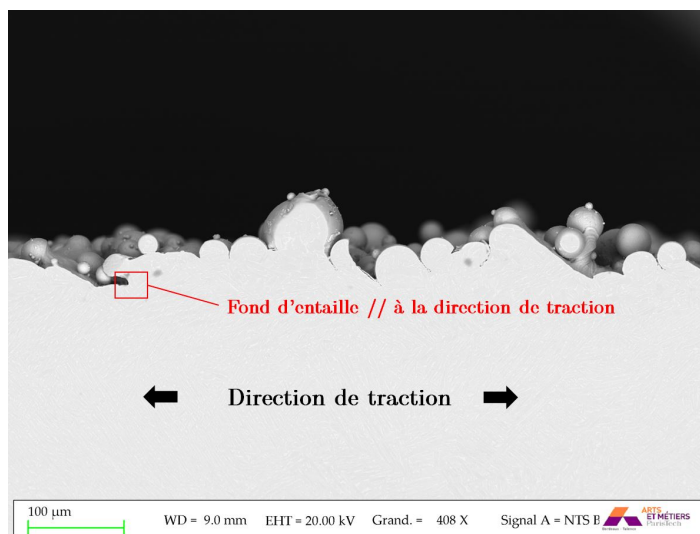 Fond d'entaille // à la direction de traction
Direction de traction
100 µm
WD = 9.0 mm EHT = 20.00 kV Grand. = 408 X Signal A = NTS B
ARTS
ET MÉTIERS
ParisTech